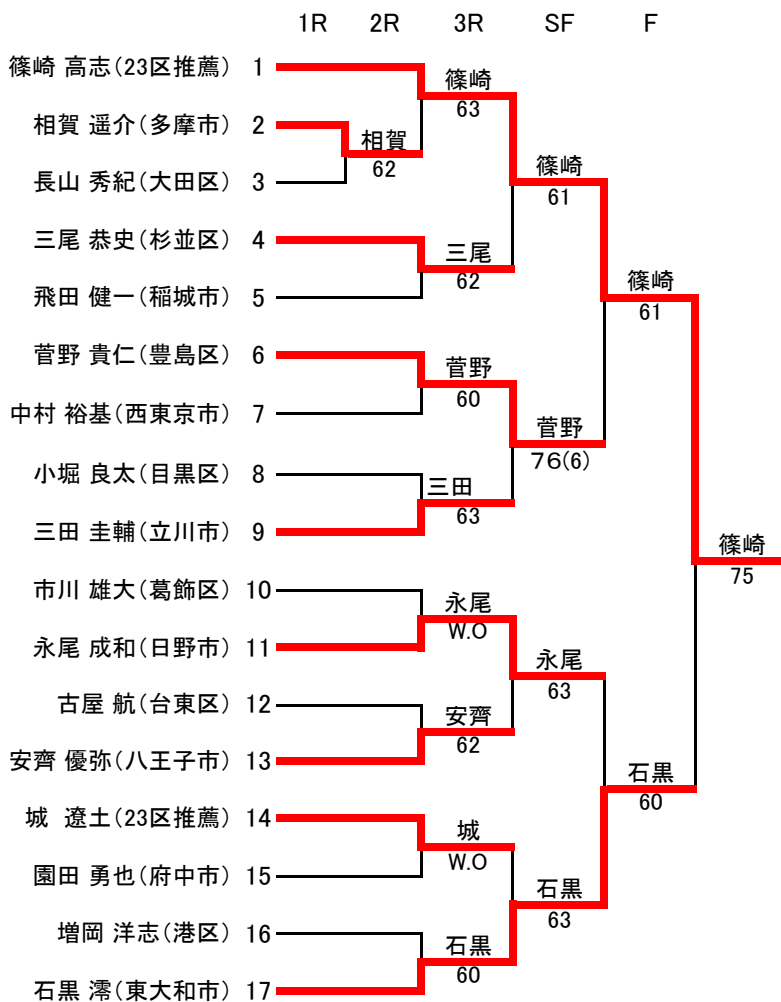 1R 2R 3R SF F
篠崎 高志(23区推薦) 1
篠崎
63
相賀 遥介(多摩市) 2
相賀
62
長山 秀紀(大田区) 3
篠崎
61
三尾 恭史(杉並区) 4
三尾
62
飛田 健一(稲城市) 5
篠崎
61
菅野 貴仁(豊島区) 6
菅野
60
中村 裕基(西東京市) 7
菅野
76(6)
小堀 良太(目黒区) 8
三田
63
三田 圭輔(立川市) 9
篠崎
75
市川 雄大(葛飾区) 10
永尾
W.O
永尾 成和(日野市) 11
永尾
63
古屋 航(台東区) 12
安齊
62
安齊 優弥(八王子市) 13
石黒
60
城 遼土(23区推薦) 14
城
W.O
園田 勇也(府中市) 15
石黒
63
増岡 洋志(港区) 16
石黒
60
石黒 澪(東大和市) 17